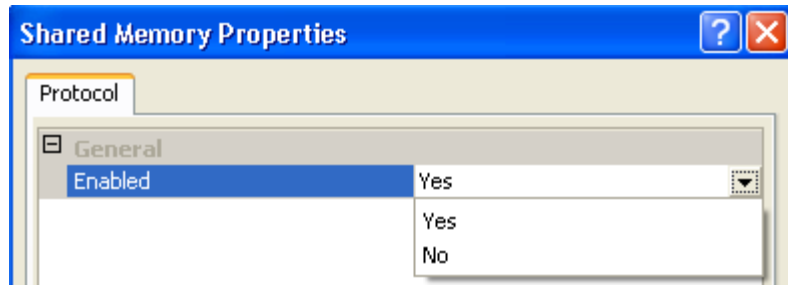 Shared Memory Properties
Protocol
General
Enabled Yes
Yes
No